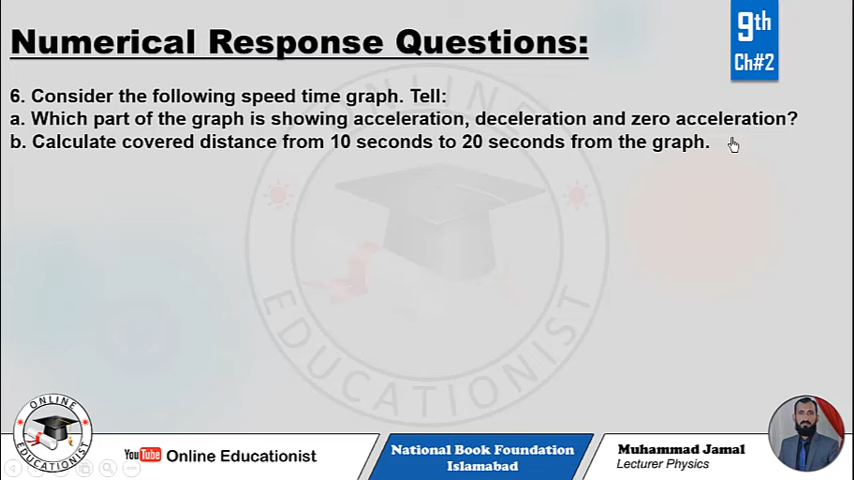 Numerical Response Questions:
9th
Ch#2
6. Consider the following speed time graph. Tell:
a. Which part of the graph is showing acceleration, deceleration and zero acceleration?
b. Calculate covered distance from 10 seconds to 20 seconds from the graph.
ONLINE
EDUCATIONIST
ONLINE
EDUCATIONIST
YouTube Online Educationist
National Book Foundation
Islamabad
Muhammad Jamal
Lecturer Physics